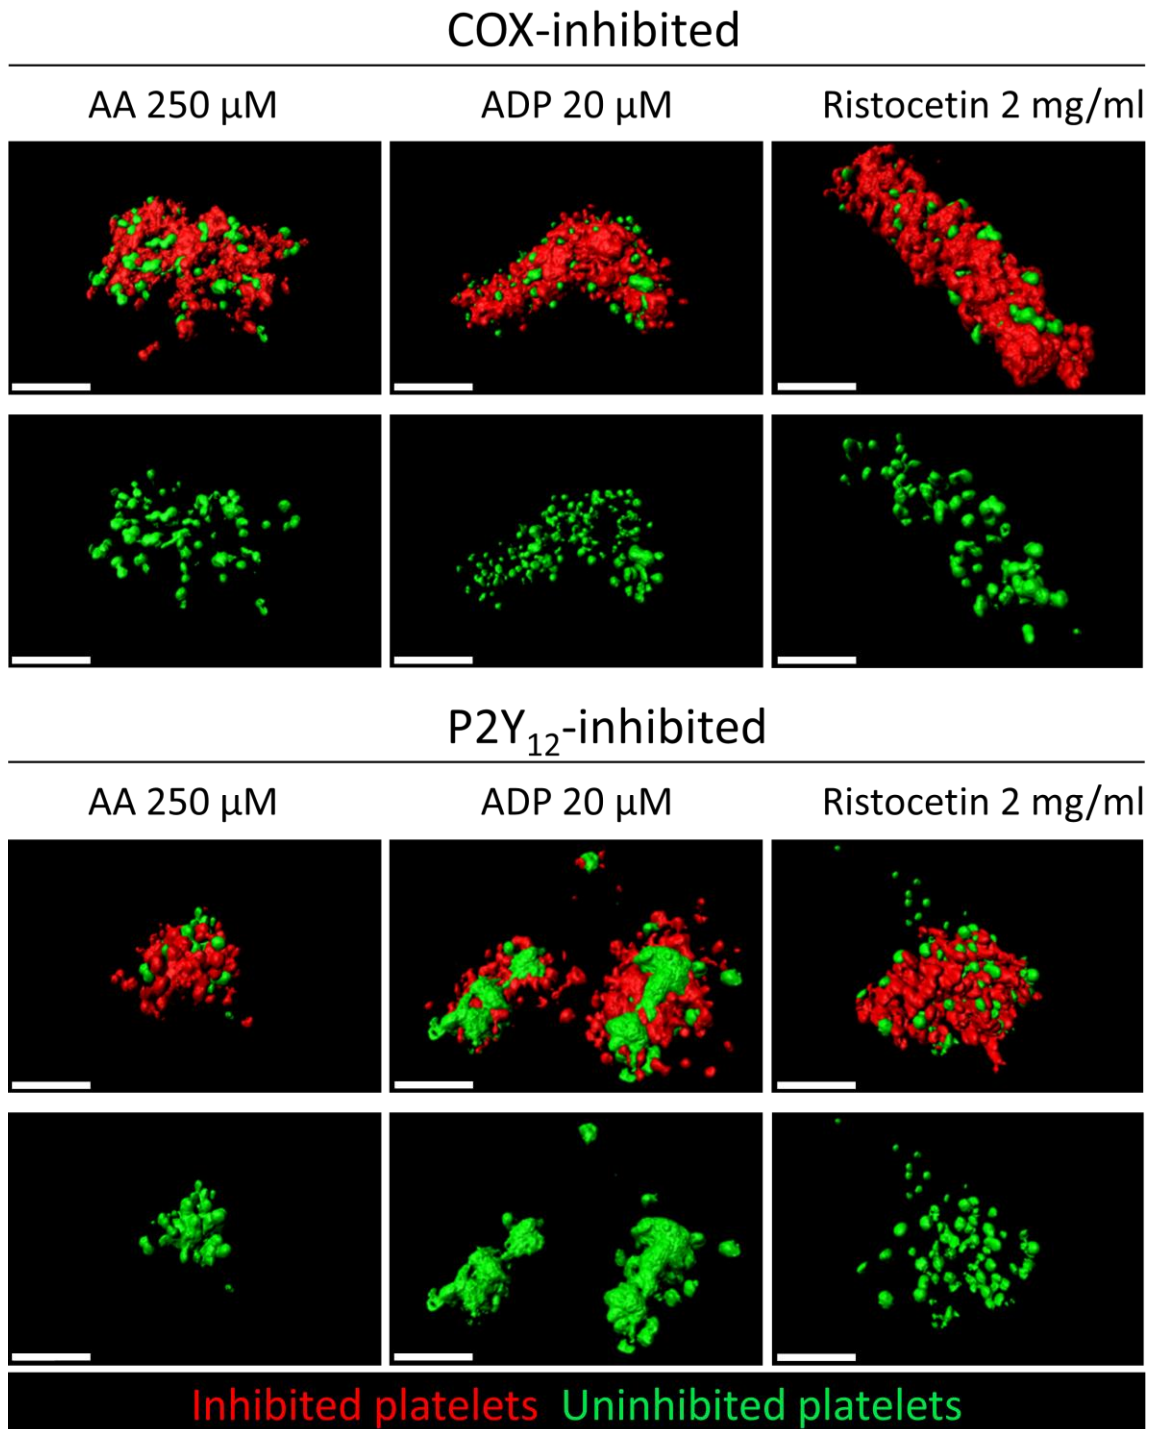 COX-inhibited
AA 250 µM ADP 20 µM Ristocetin 2 mg/ml
P2Y₁₂-inhibited
AA 250 µM ADP 20 µM Ristocetin 2 mg/ml
Inhibited platelets Uninhibited platelets